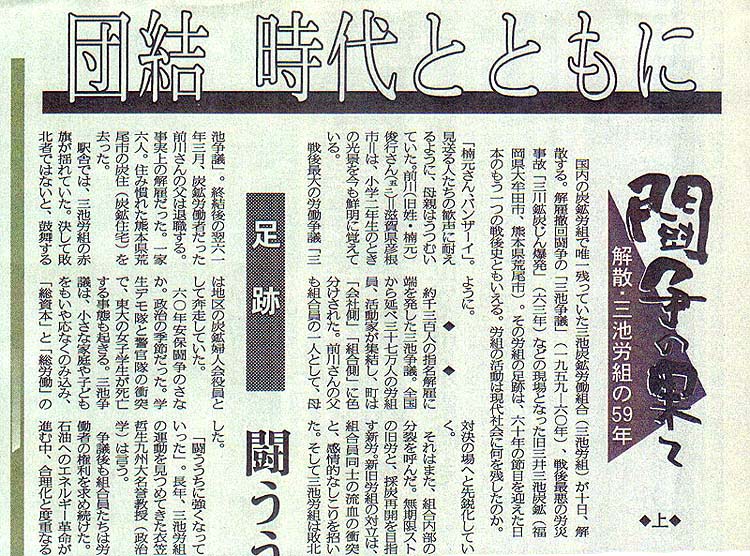 団結 時代とともに
闘争の果て
解散・三池労組の59年
◆上◆
国内の炭鉱労組で唯一残っていた三池炭鉱労働組合(三池労組)が十日、解
散する。解雇撤回闘争の「三池争議」(一九五九-六〇年)、戦後最悪の労災
事故「三川鉱炭じん爆発」(六三年)などの現場となった旧三井三池炭鉱(福
岡県大牟田市、熊本県荒尾市)。その労組の足跡は、六十年の節目を迎えた日
本のもう一つの戦後史ともいえる。労組の活動は現代社会に何を残したのか。
「楠元さん、バンザーイ」。
見送る人たちの歓声に耐え
るように、母親はうつむい
ていた。前川(旧姓・楠元)
俊行さん=滋賀県彦根
市=は、小学二年生のとき
の光景を今も鮮明に覚えて
いる。
戦後最大の労働争議「三
池争議」。終結後の翌六一
年三月、炭鉱労働者だった
前川さんの父は退職する。
事実上の解雇だった。一家
六人。住み慣れた熊本県荒
尾市の炭住(炭鉱住宅)を
去った。
駅舎では、三池労組の赤
旗が揺れていた。決して敗
北者ではないと、鼓舞する
ように。
◆ ◆
約千三百人の指名解雇に
端を発した三池争議。全国
から延べ三十七万人の労組
員、活動家が集結し、町は
「会社側」「組合側」に色
分けされた。前川さんの父
も組合員の一人として、母
は地区の炭鉱婦人会役員と
して奔走していた。
六〇年安保闘争のさな
か。政治の季節だった。学
生デモ隊と警官隊の衝突
で、東大の女子学生が死亡
する事態も起きる。三池争
議は、小さな家庭や子ども
をもいや応なくのみ込み、
「総資本」と「総労働」の
対決の場へと先鋭化してい
く。
それはまた、組合内部の
分裂を呼んだ。無期限スト
の旧労と、採炭再開を目指
す新労。新旧労組の対立は、
組合員同士の流血の衝突
と、感情的なしこりを招い
た。そして三池労組は敗北
した。
「闘ううちに強くなって
いった」。長年、三池労組
の運動を見つめてきた衣笠
哲生九州大名誉教授(政治
学)は言う。
争議後も組合員たちは労
働者の権利を求め続けた。
石油へのエネルギー革命が
進む中、合理化と度重なる
足跡
闘うう